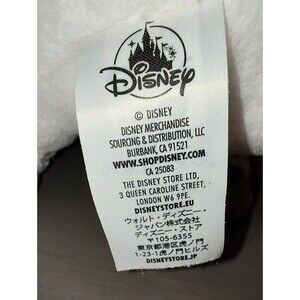 Disney
© DISNEY
DISNEY MERCHANDISE
SOURCING & DISTRIBUTION, LLC
BURBANK, CA 91521
WWW.SHOPDISNEY.COM
CA 25083
THE DISNEY STORE LTD,
3 QUEEN CAROLINE STREET,
LONDON W6 9PE.
DISNEYSTORE.EU
ウォルト・ディズニー・
ジャパン株式会社
ディズニーストア
〒105-6355
東京都港区虎ノ門
1-23-1虎ノ門ヒルズ
DISNEYSTORE.JP